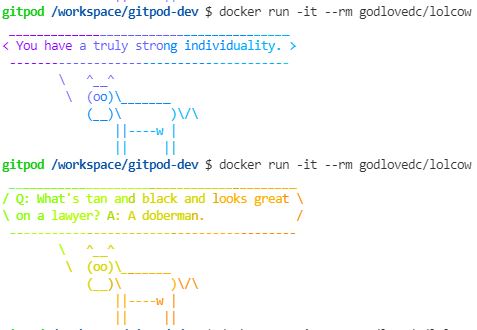 gitpod /workspace/gitpod-dev $ docker run -it --rm godlovedc/lolcow
 _____________________________________
< You have a truly strong individuality. >
 -------------------------------------
        \   ^__^
         \  (oo)\_______
            (__)\       )\/\
                ||----w |
                ||     ||
gitpod /workspace/gitpod-dev $ docker run -it --rm godlovedc/lolcow
 ______________________________________
/ Q: What's tan and black and looks great \
\ on a lawyer? A: A doberman.             /
 --------------------------------------
        \   ^__^
         \  (oo)\_______
            (__)\       )\/\
                ||----w |
                ||     ||